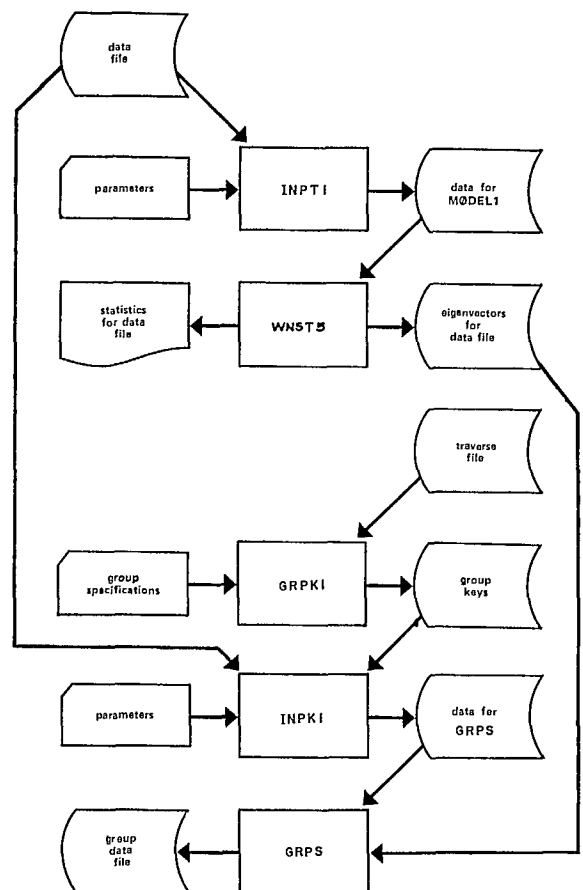 data
file
parameters
INPT1
data for
MØDEL1
statistics
for data
file
WNST5
eigenvectors
for
data file
traverse
file
group
specifications
GRPK1
group
keys
parameters
INPK1
data for
GRPS
group
data
file
GRPS